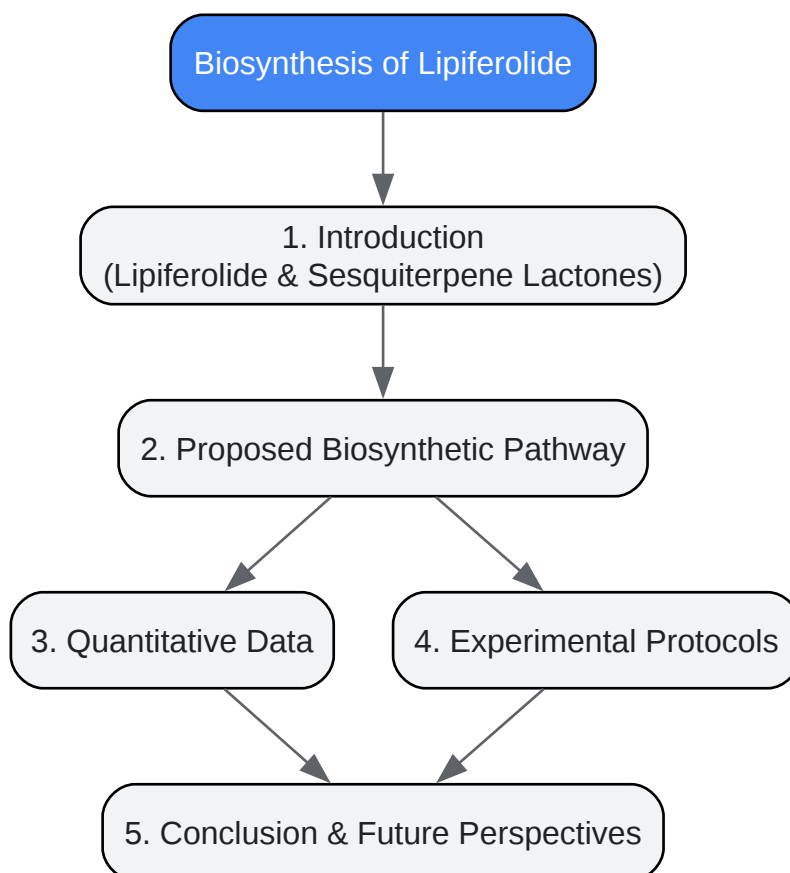 Biosynthesis of Lipiferolide
1. Introduction
(Lipiferolide & Sesquiterpene Lactones)
2. Proposed Biosynthetic Pathway
3. Quantitative Data
4. Experimental Protocols
5. Conclusion & Future Perspectives